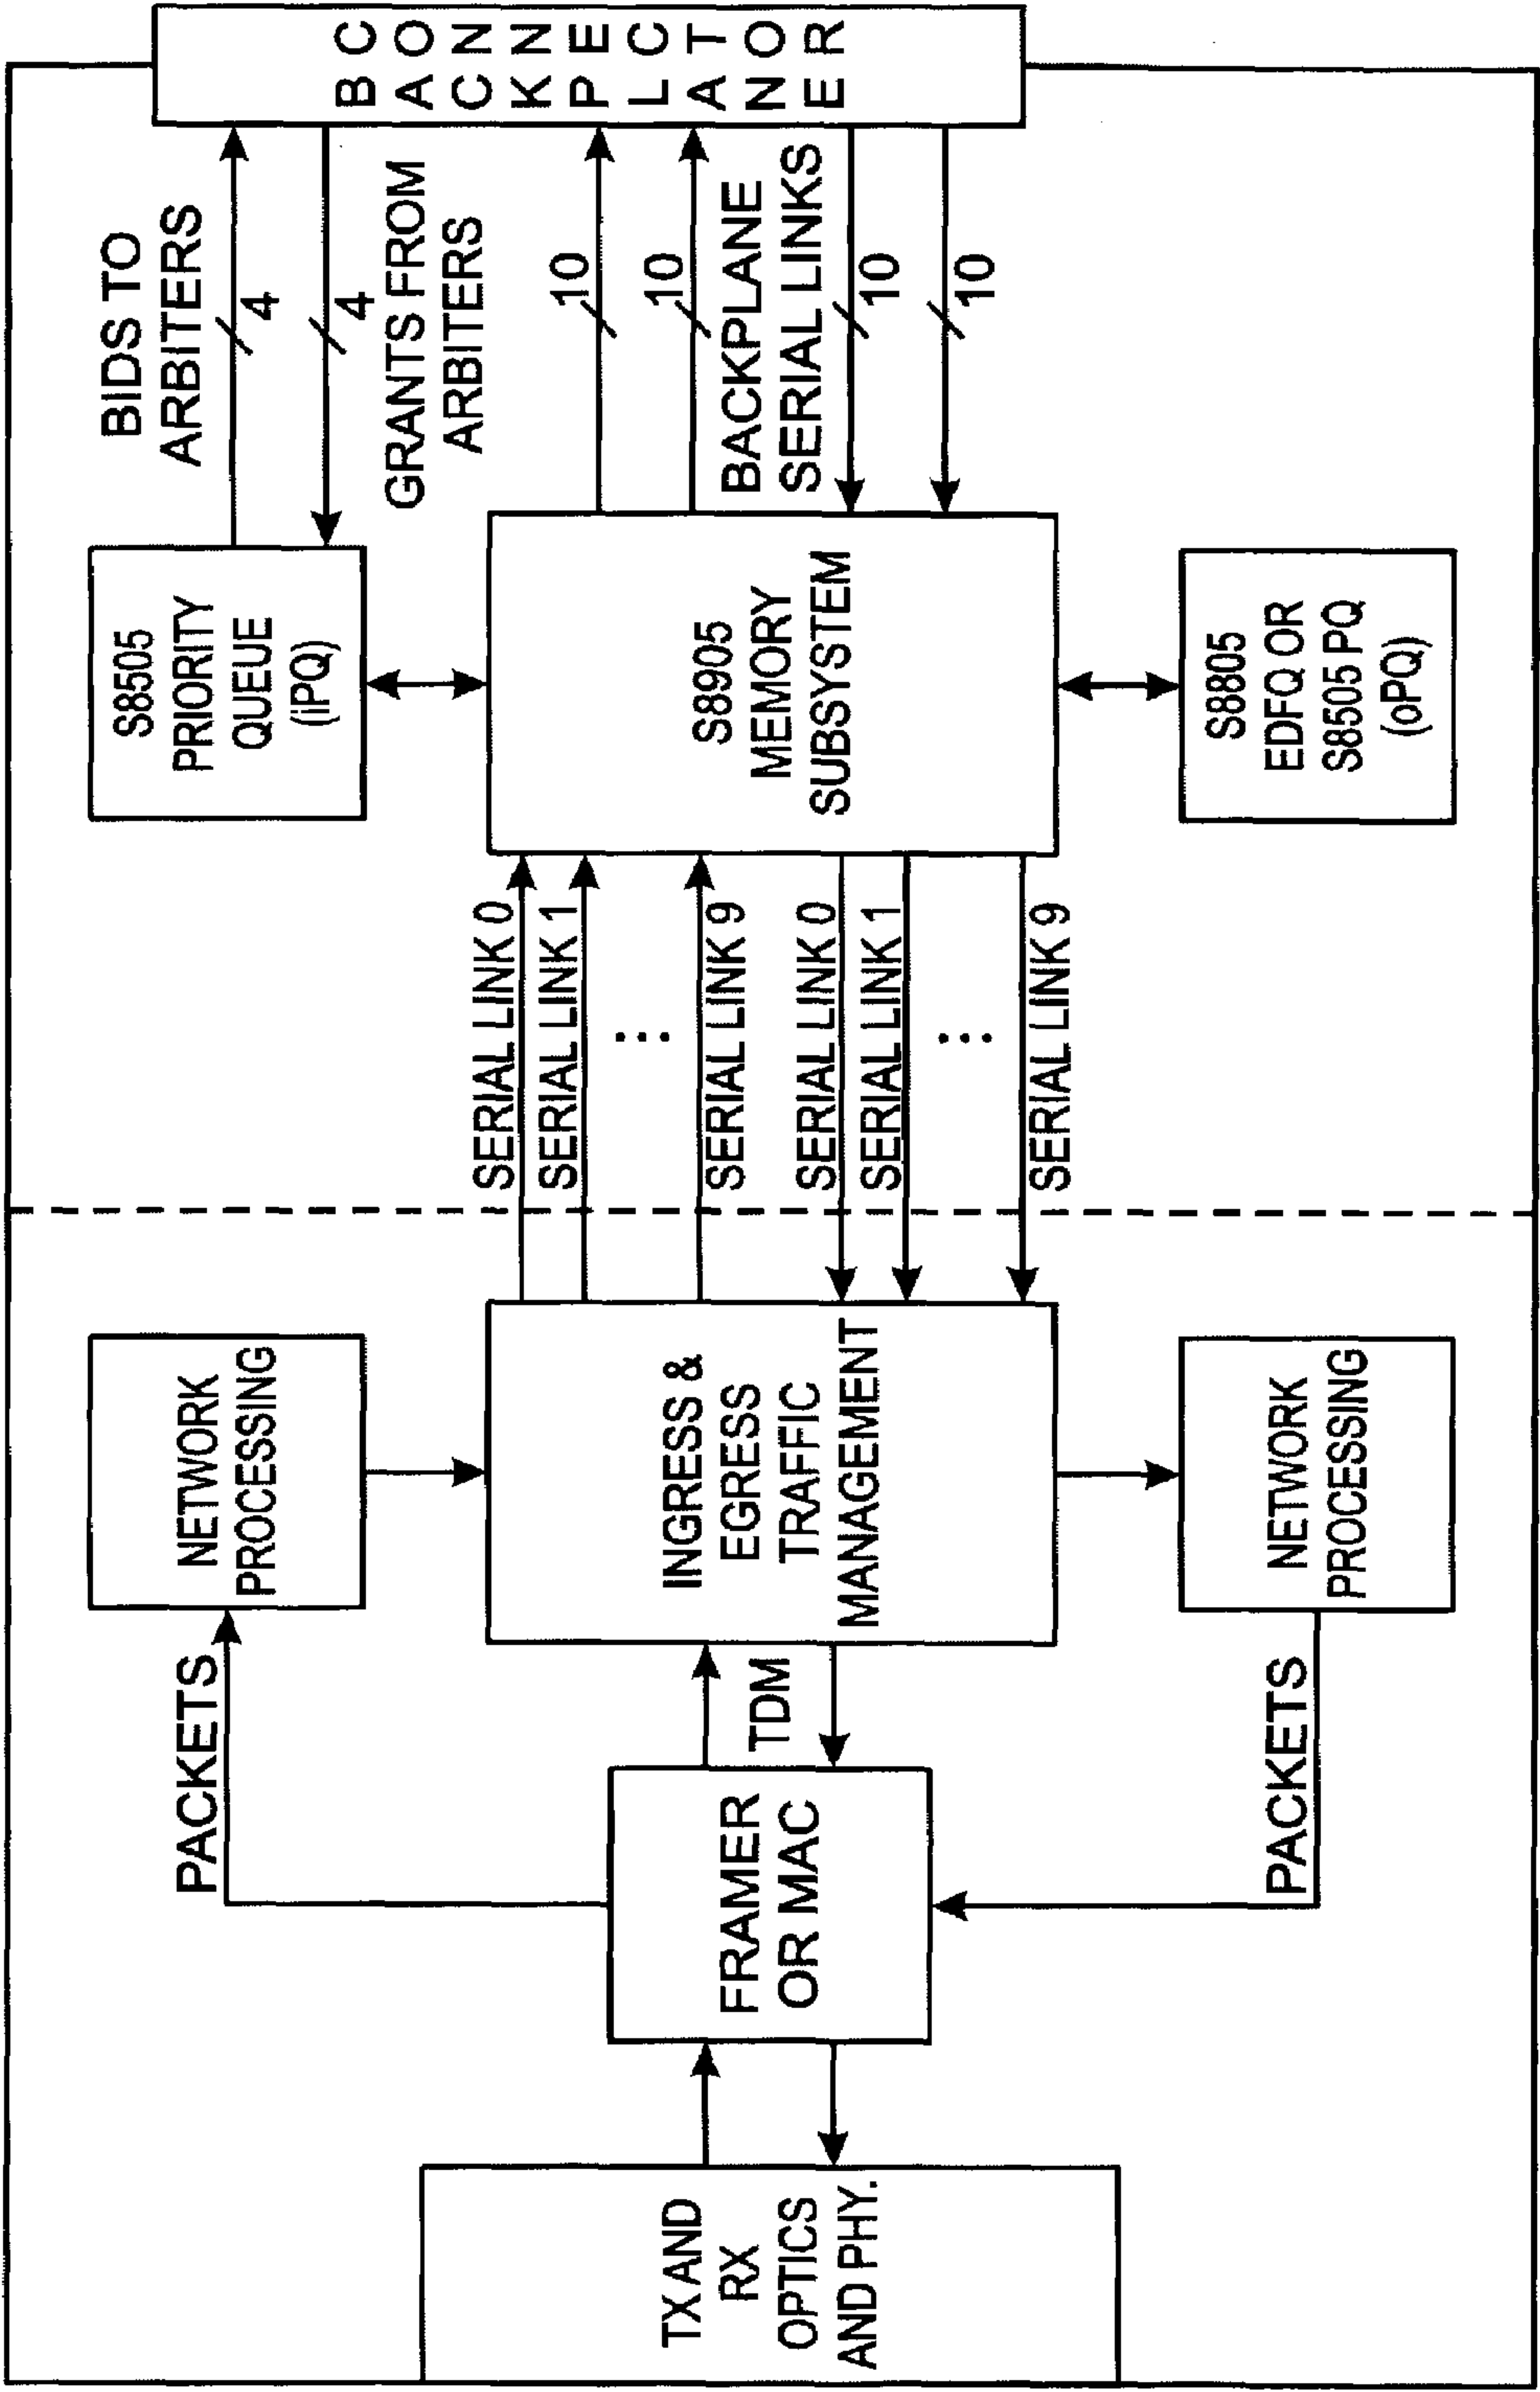 TX AND
RX
OPTICS
AND PHY.
FRAMER
OR MAC
PACKETS
TDM
PACKETS
NETWORK
PROCESSING
INGRESS &
EGRESS
TRAFFIC
MANAGEMENT
NETWORK
PROCESSING
SERIAL LINK 0
SERIAL LINK 1
...
SERIAL LINK 9
SERIAL LINK 0
SERIAL LINK 1
...
SERIAL LINK 9
S8505
PRIORITY
QUEUE
(iPQ)
S8905
MEMORY
SUBSYSTEM
S8805
EDFQ OR
S8505 PQ
(oPQ)
BIDS TO
ARBITERS
4
4
GRANTS FROM
ARBITERS
10
10
BACKPLANE
SERIAL LINKS
10
10
BACKPLANE
CONNECTOR